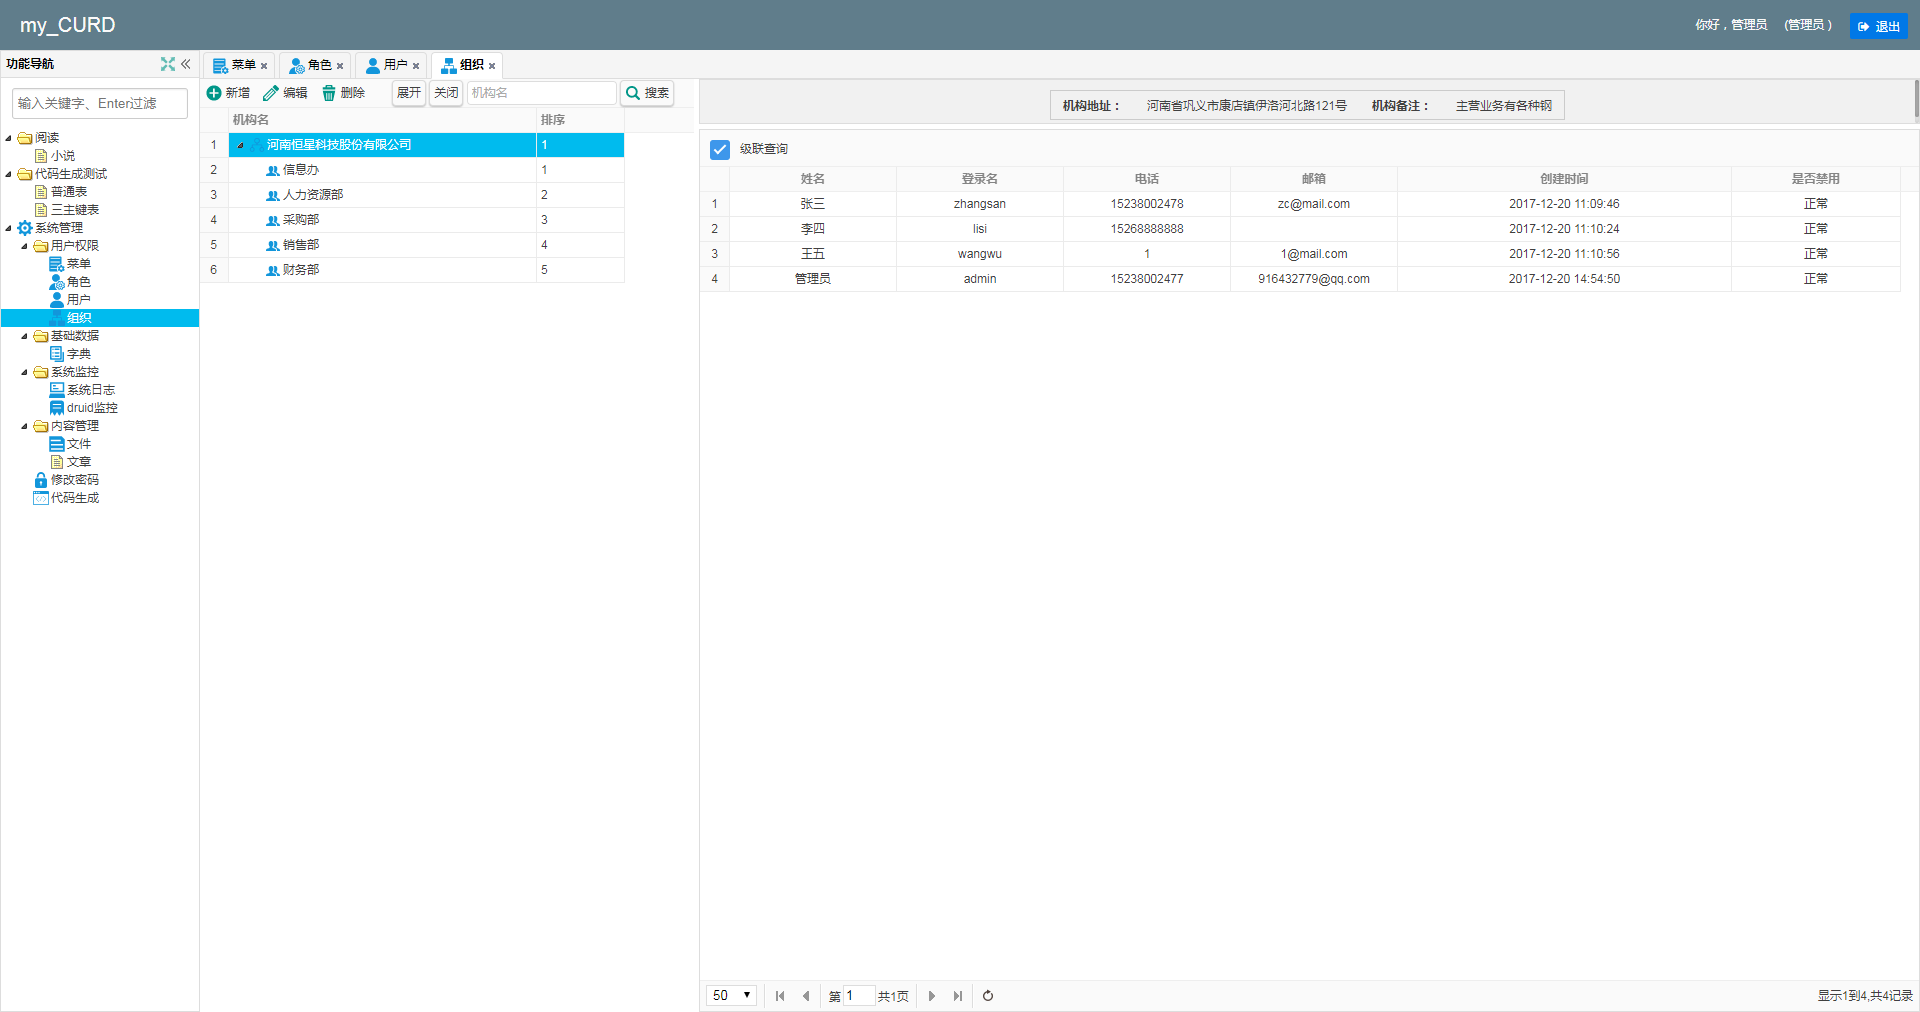 my_CURD
你好，管理员 （管理员） 退出
功能导航
输入关键字、Enter过滤
阅读
小说
代码生成测试
普通表
三主键表
系统管理
用户权限
菜单
角色
用户
组织
基础数据
字典
系统监控
系统日志
druid监控
内容管理
文件
文章
修改密码
代码生成
菜单 角色 用户 组织
新增 编辑 删除 展开 关闭 机构名 搜索
机构名 排序
1 河南恒星科技股份有限公司 1
2 信息办 1
3 人力资源部 2
4 采购部 3
5 销售部 4
6 财务部 5
机构地址： 河南省巩义市康店镇伊洛河北路121号 机构备注： 主营业务有各种钢
级联查询
姓名 登录名 电话 邮箱 创建时间 是否禁用
1 张三 zhangsan 15238002478 zc@mail.com 2017-12-20 11:09:46 正常
2 李四 lisi 15268888888 2017-12-20 11:10:24 正常
3 王五 wangwu 1 1@mail.com 2017-12-20 11:10:56 正常
4 管理员 admin 15238002477 916432779@qq.com 2017-12-20 14:54:50 正常
50 第 1 共1页 显示1到4,共4记录